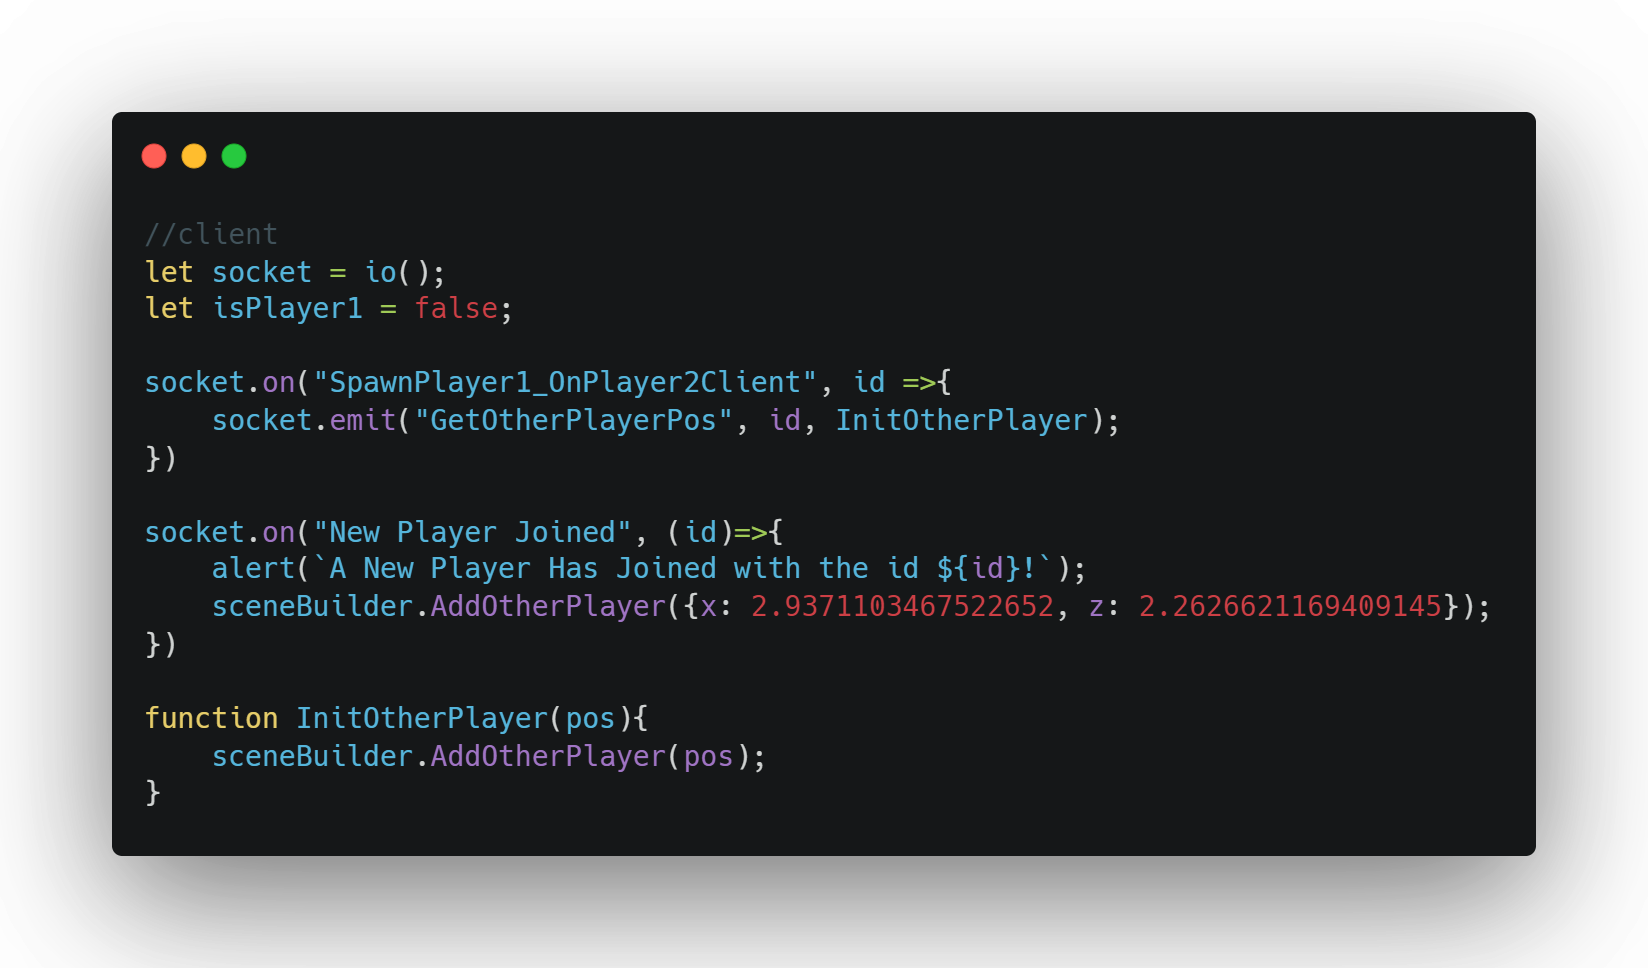 //client
let socket = io();
let isPlayer1 = false;

socket.on("SpawnPlayer1_OnPlayer2Client", id =>{
    socket.emit("GetOtherPlayerPos", id, InitOtherPlayer);
})

socket.on("New Player Joined", (id)=>{
    alert(`A New Player Has Joined with the id ${id}!`);
    sceneBuilder.AddOtherPlayer({x: 2.9371103467522652, z: 2.2626621169409145});
})

function InitOtherPlayer(pos){
    sceneBuilder.AddOtherPlayer(pos);
}